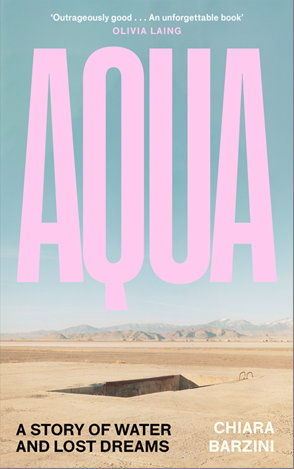 ‘Outrageously good . . . An unforgettable book’
OLIVIA LAING
AQUA
A STORY OF WATER
AND LOST DREAMS
CHIARA
BARZINI